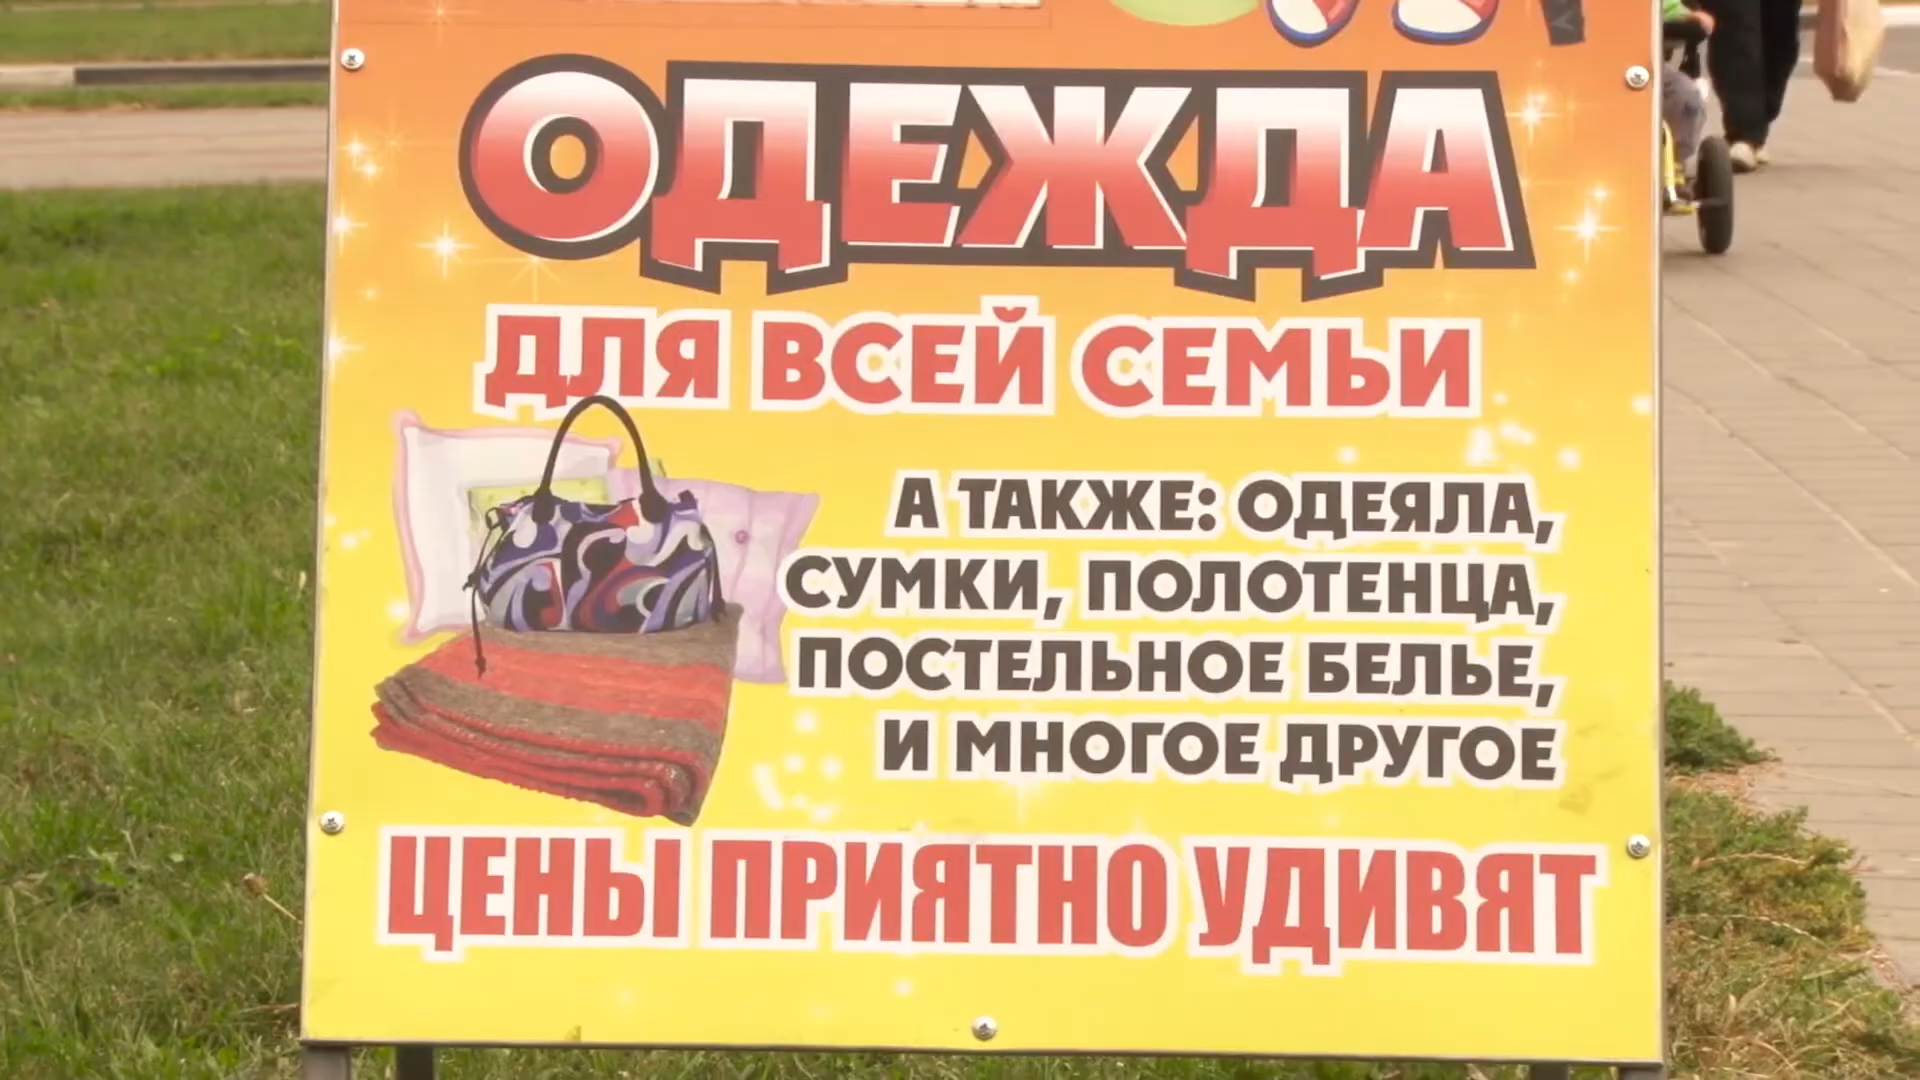 ОДЕЖДА
ДЛЯ ВСЕЙ СЕМЬИ
А ТАКЖЕ: ОДЕЯЛА,
СУМКИ, ПОЛОТЕНЦА,
ПОСТЕЛЬНОЕ БЕЛЬЕ,
И МНОГОЕ ДРУГОЕ
ЦЕНЫ ПРИЯТНО УДИВЯТ